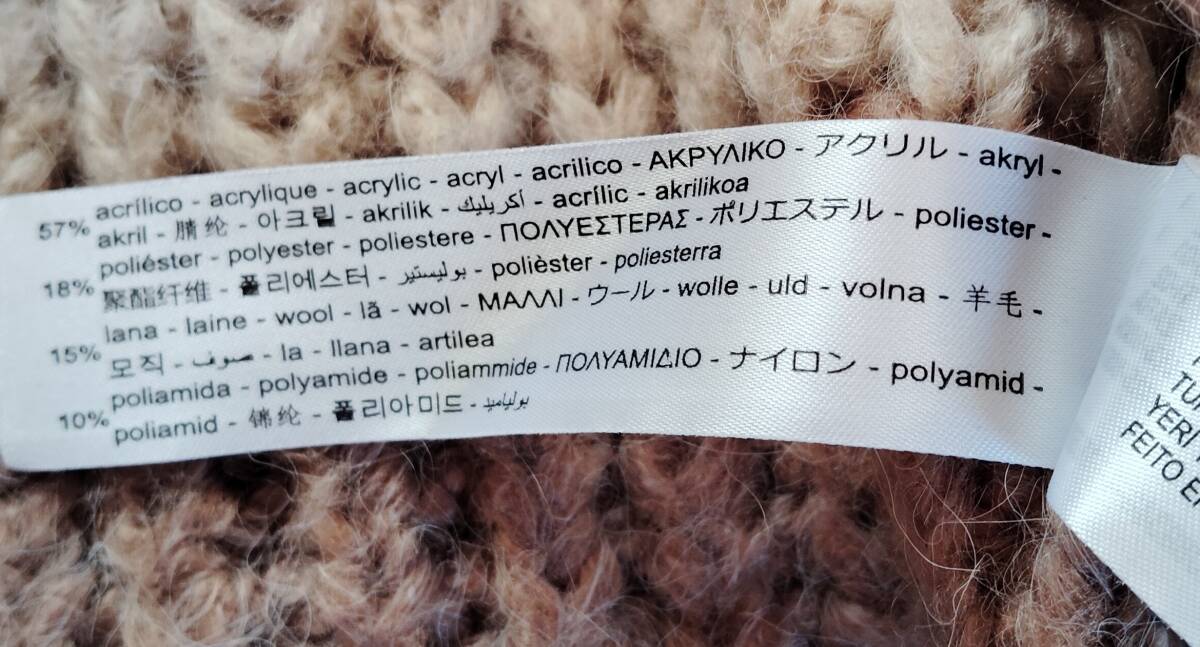 57% acrílico - acrylique - acrylic - acryl - acrilico - ΑΚΡΥΛΙΚΟ - アクリル - akryl -
akril - 腈纶 - 아크릴 - akrilik - أكريليك - acrílic - akrilikoa
18% poliéster - polyester - poliestere - ΠΟΛΥΕΣΤΕΡΑΣ - ポリエステル - poliester -
聚酯纤维 - 폴리에스터 - بوليستير - polièster - poliesterra
15% lana - laine - wool - lã - wol - ΜΑΛΛΙ - ウール - wolle - uld - volna - 羊毛 -
모직 - صوف - la - llana - artilea
10% poliamida - polyamide - poliammide - ΠΟΛΥΑΜΙΔΙΟ - ナイロン - polyamid -
poliamid - 锦纶 - 폴리아미드 - بولياميد
FEITO